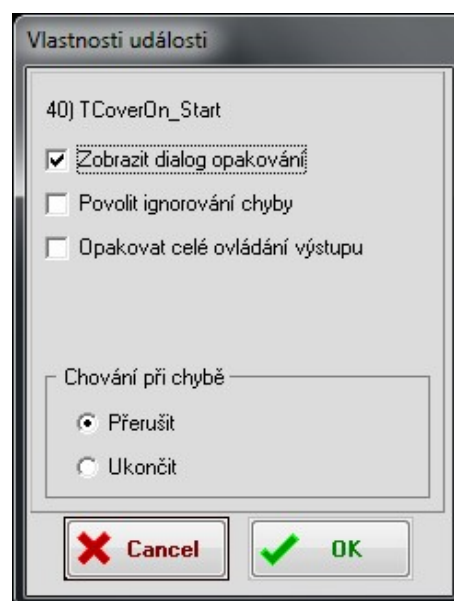 Vlastnosti události
40) TCoverOn_Start
Zobrazit dialog opakování
Povolit ignorování chyby
Opakovat celé ovládání výstupu
Chování při chybě
Přerušit
Ukončit
Cancel OK